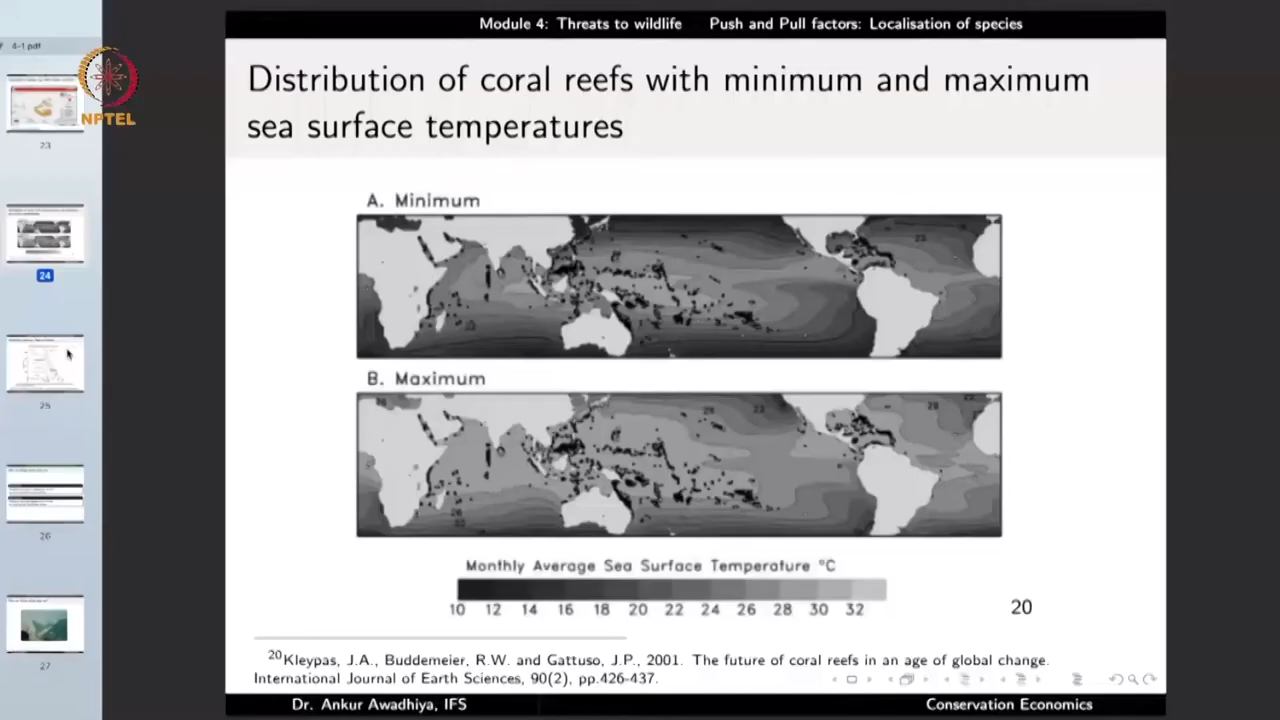 Module 4: Threats to wildlife Push and Pull factors: Localisation of species
4-1 pdf
NPTEL
Distribution of coral reefs with minimum and maximum
sea surface temperatures
23
24
25
26
27
A. Minimum
B. Maximum
Monthly Average Sea Surface Temperature °C
10 12 14 16 18 20 22 24 26 28 30 32
20
20Kleypas, J.A., Buddemeier, R.W. and Gattuso, J.P., 2001. The future of coral reefs in an age of global change.
International Journal of Earth Sciences, 90(2), pp.426-437.
Dr. Ankur Awadhiya, IFS Conservation Economics